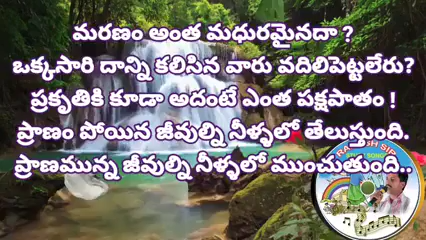 మరణం అంత మధురమైనదా ?
ఒక్కసారి దాన్ని కలిసిన వారు వదిలిపెట్టలేరు?
ప్రకృతికి కూడా అదంటే ఎంత పక్షపాతం !
ప్రాణం పోయిన జీవుల్ని నీళ్ళలో తేలుస్తుంది.
ప్రాణమున్న జీవుల్ని నీళ్ళలో ముంచుతుంది..